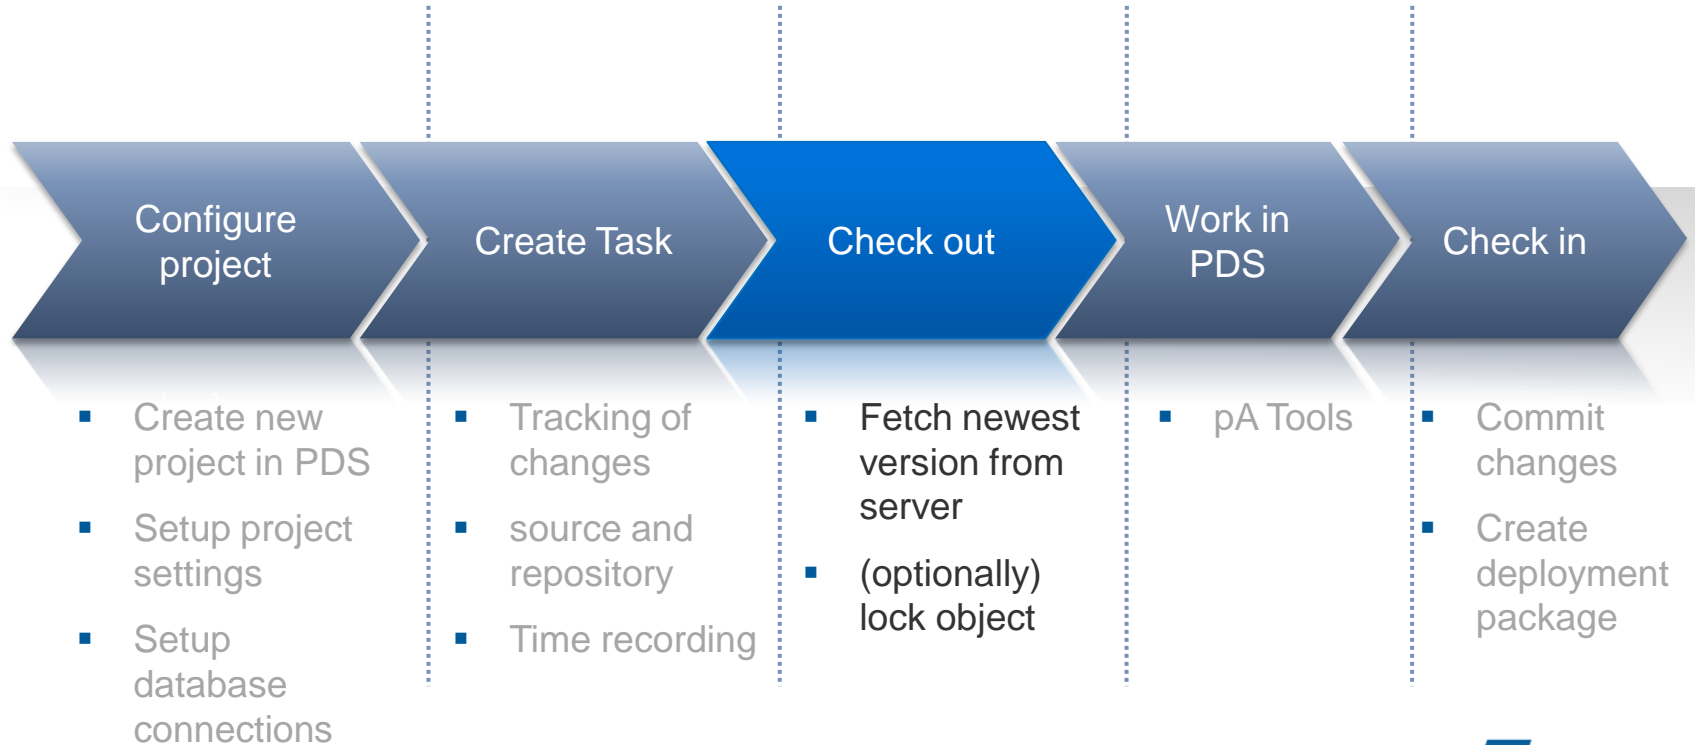 Configure
project
Create Task
Check out
Work in
PDS
Check in
▪ Create new
project in PDS
▪ Setup project
settings
▪ Setup
database
connections
▪ Tracking of
changes
▪ source and
repository
▪ Time recording
▪ Fetch newest
version from
server
▪ (optionally)
lock object
▪ pA Tools
▪ Commit
changes
▪ Create
deployment
package